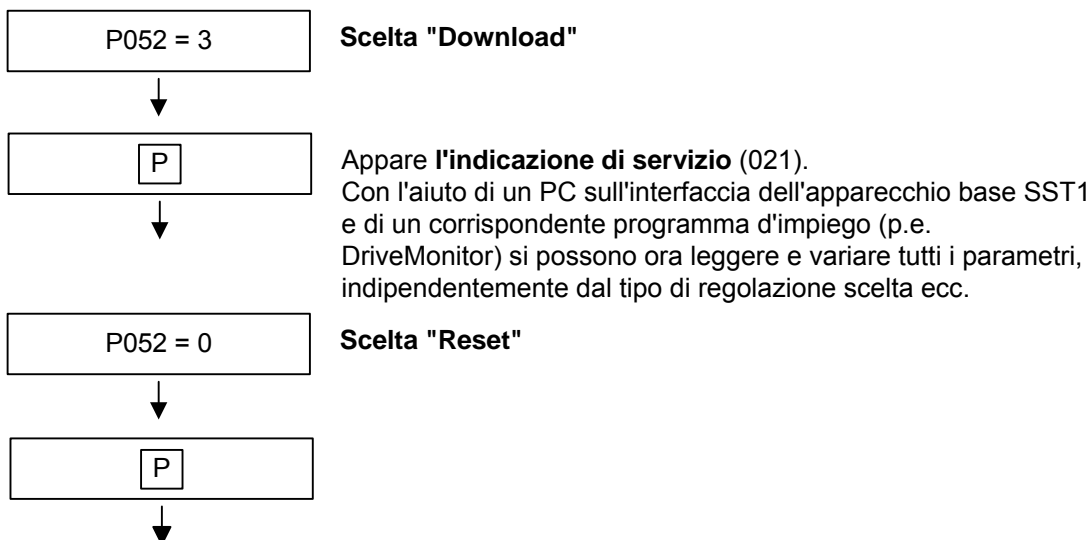 P052 = 3
Scelta "Download"
P
Appare l'indicazione di servizio (021).
Con l'aiuto di un PC sull'interfaccia dell'apparecchio base SST1
e di un corrispondente programma d'impiego (p.e.
DriveMonitor) si possono ora leggere e variare tutti i parametri,
indipendentemente dal tipo di regolazione scelta ecc.
P052 = 0
Scelta "Reset"
P